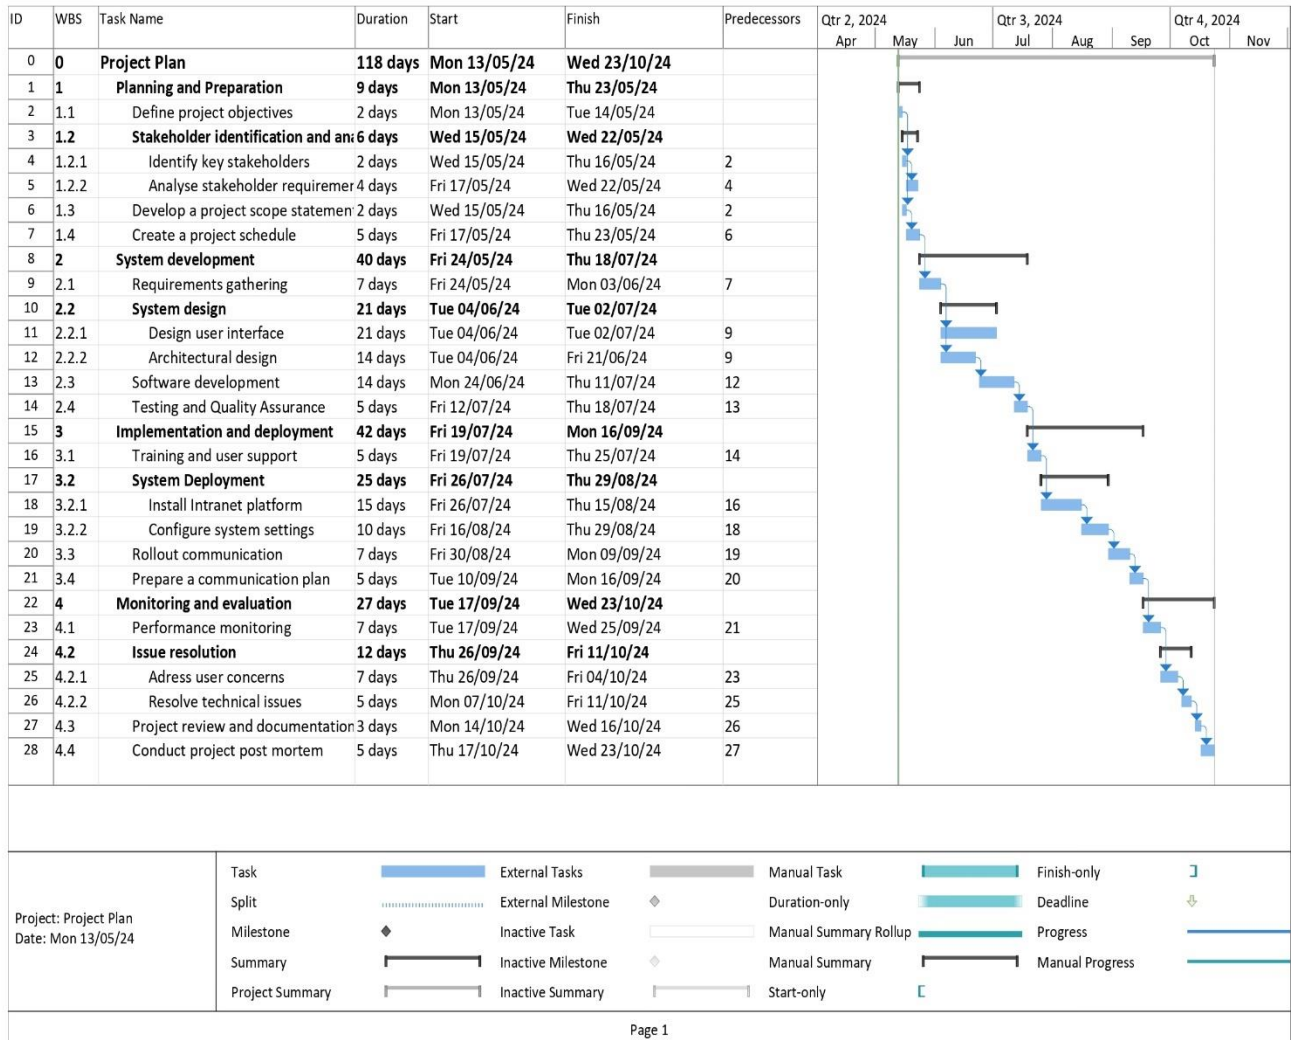 ID WBS Task Name Duration Start Finish Predecessors Qtr 2, 2024 Qtr 3, 2024 Qtr 4, 2024
Apr May Jun Jul Aug Sep Oct Nov
0 0 Project Plan 118 days Mon 13/05/24 Wed 23/10/24
1 1 Planning and Preparation 9 days Mon 13/05/24 Thu 23/05/24
2 1.1 Define project objectives 2 days Mon 13/05/24 Tue 14/05/24
3 1.2 Stakeholder identification and ana 6 days Wed 15/05/24 Wed 22/05/24
4 1.2.1 Identify key stakeholders 2 days Wed 15/05/24 Thu 16/05/24 2
5 1.2.2 Analyse stakeholder requiremer 4 days Fri 17/05/24 Wed 22/05/24 4
6 1.3 Develop a project scope statement 2 days Wed 15/05/24 Thu 16/05/24 2
7 1.4 Create a project schedule 5 days Fri 17/05/24 Thu 23/05/24 6
8 2 System development 40 days Fri 24/05/24 Thu 18/07/24
9 2.1 Requirements gathering 7 days Fri 24/05/24 Mon 03/06/24 7
10 2.2 System design 21 days Tue 04/06/24 Tue 02/07/24
11 2.2.1 Design user interface 21 days Tue 04/06/24 Tue 02/07/24 9
12 2.2.2 Architectural design 14 days Tue 04/06/24 Fri 21/06/24 9
13 2.3 Software development 14 days Mon 24/06/24 Thu 11/07/24 12
14 2.4 Testing and Quality Assurance 5 days Fri 12/07/24 Thu 18/07/24 13
15 3 Implementation and deployment 42 days Fri 19/07/24 Mon 16/09/24
16 3.1 Training and user support 5 days Fri 19/07/24 Thu 25/07/24 14
17 3.2 System Deployment 25 days Fri 26/07/24 Thu 29/08/24
18 3.2.1 Install Intranet platform 15 days Fri 26/07/24 Thu 15/08/24 16
19 3.2.2 Configure system settings 10 days Fri 16/08/24 Thu 29/08/24 18
20 3.3 Rollout communication 7 days Fri 30/08/24 Mon 09/09/24 19
21 3.4 Prepare a communication plan 5 days Tue 10/09/24 Mon 16/09/24 20
22 4 Monitoring and evaluation 27 days Tue 17/09/24 Wed 23/10/24
23 4.1 Performance monitoring 7 days Tue 17/09/24 Wed 25/09/24 21
24 4.2 Issue resolution 12 days Thu 26/09/24 Fri 11/10/24
25 4.2.1 Adress user concerns 7 days Thu 26/09/24 Fri 04/10/24 23
26 4.2.2 Resolve technical issues 5 days Mon 07/10/24 Fri 11/10/24 25
27 4.3 Project review and documentation 3 days Mon 14/10/24 Wed 16/10/24 26
28 4.4 Conduct project post mortem 5 days Thu 17/10/24 Wed 23/10/24 27
Project: Project Plan
Date: Mon 13/05/24
Task External Tasks Manual Task Finish-only
Split External Milestone Duration-only Deadline
Milestone Inactive Task Manual Summary Rollup Progress
Summary Inactive Milestone Manual Summary Manual Progress
Project Summary Inactive Summary Start-only
Page 1